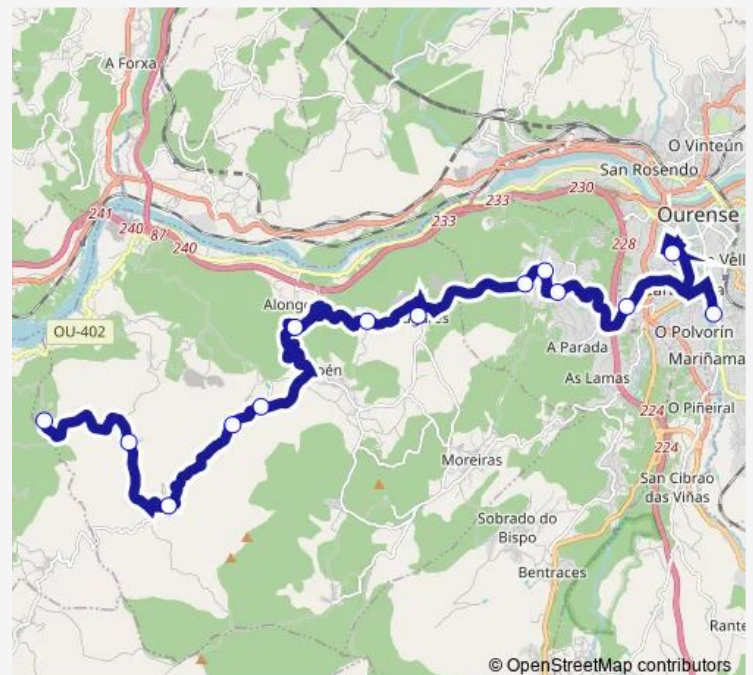 A Forxa
O Vinteún
San Rosendo
Ourense
233
230
233
241
240
87
240
228
Alongo
OU-402
O Polvorín
A Parada
Mariñama
As Lamas
224
O Piñeiral
224
Moreiras
San Cibrao
das Viñas
Sobrado do
Bispo
Bentraces
Rante
© OpenStreetMap contributors